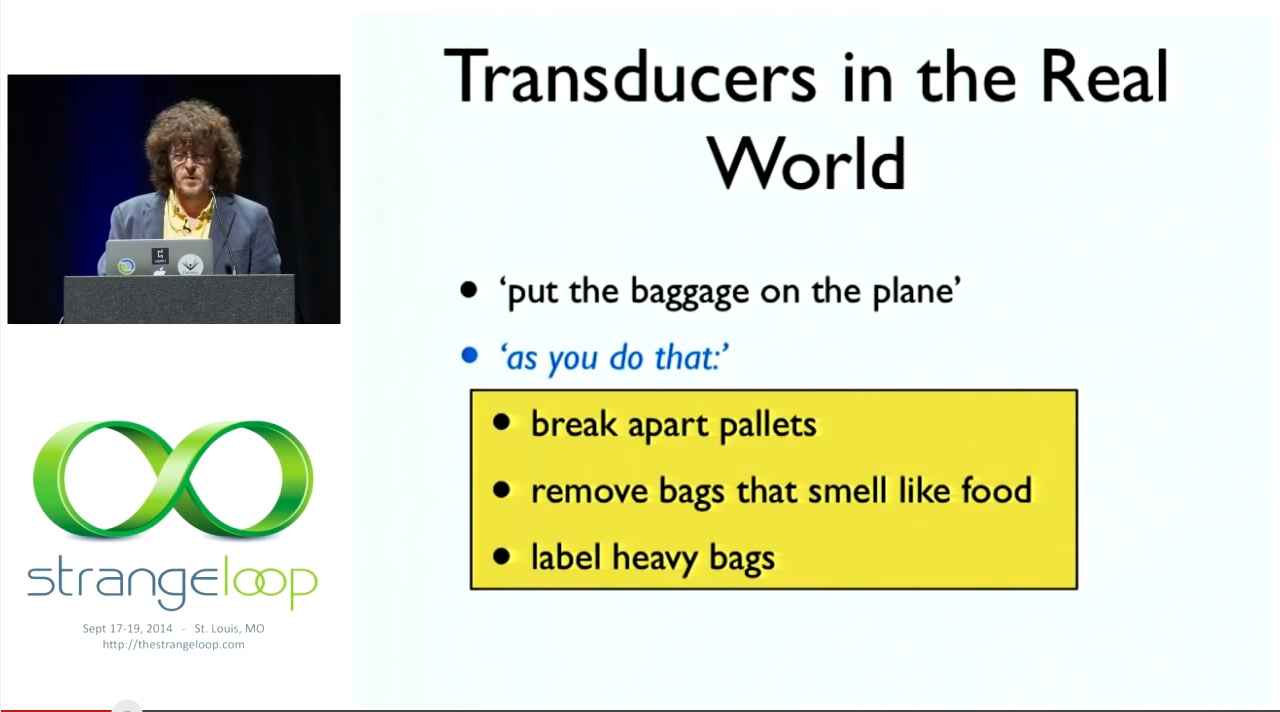 Transducers in the Real
World
• ‘put the baggage on the plane’
• ‘as you do that:’
• break apart pallets
• remove bags that smell like food
• label heavy bags
strangeloop
Sept 17-19, 2014 - St. Louis, MO
http://thestrangeloop.com